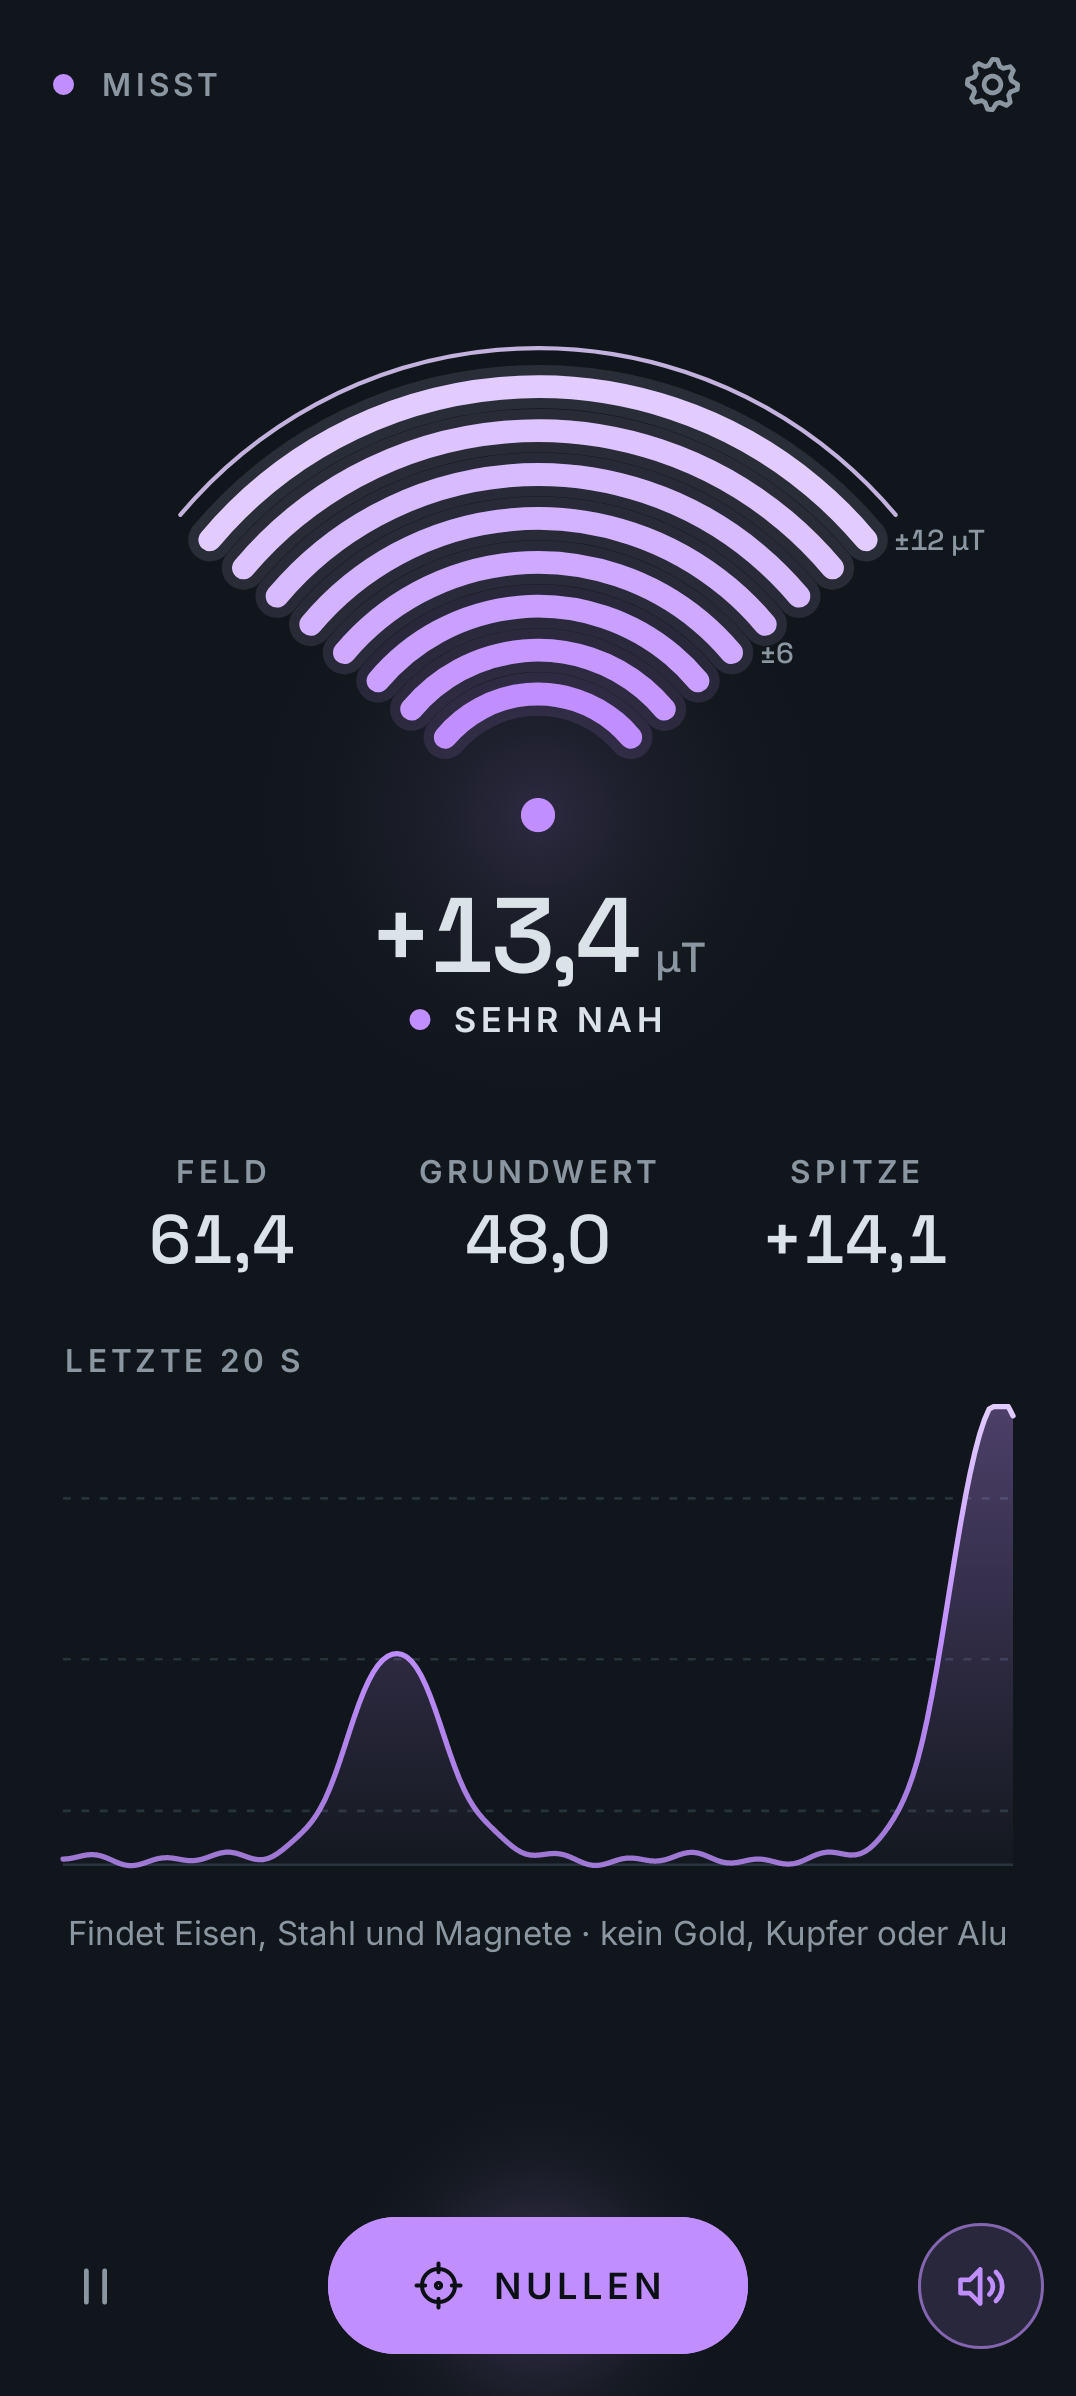 MISST
±12 µT
±6
+13,4 µT
SEHR NAH
FELD GRUNDWERT SPITZE
61,4 48,0 +14,1
LETZTE 20 S
Findet Eisen, Stahl und Magnete · kein Gold, Kupfer oder Alu
NULLEN